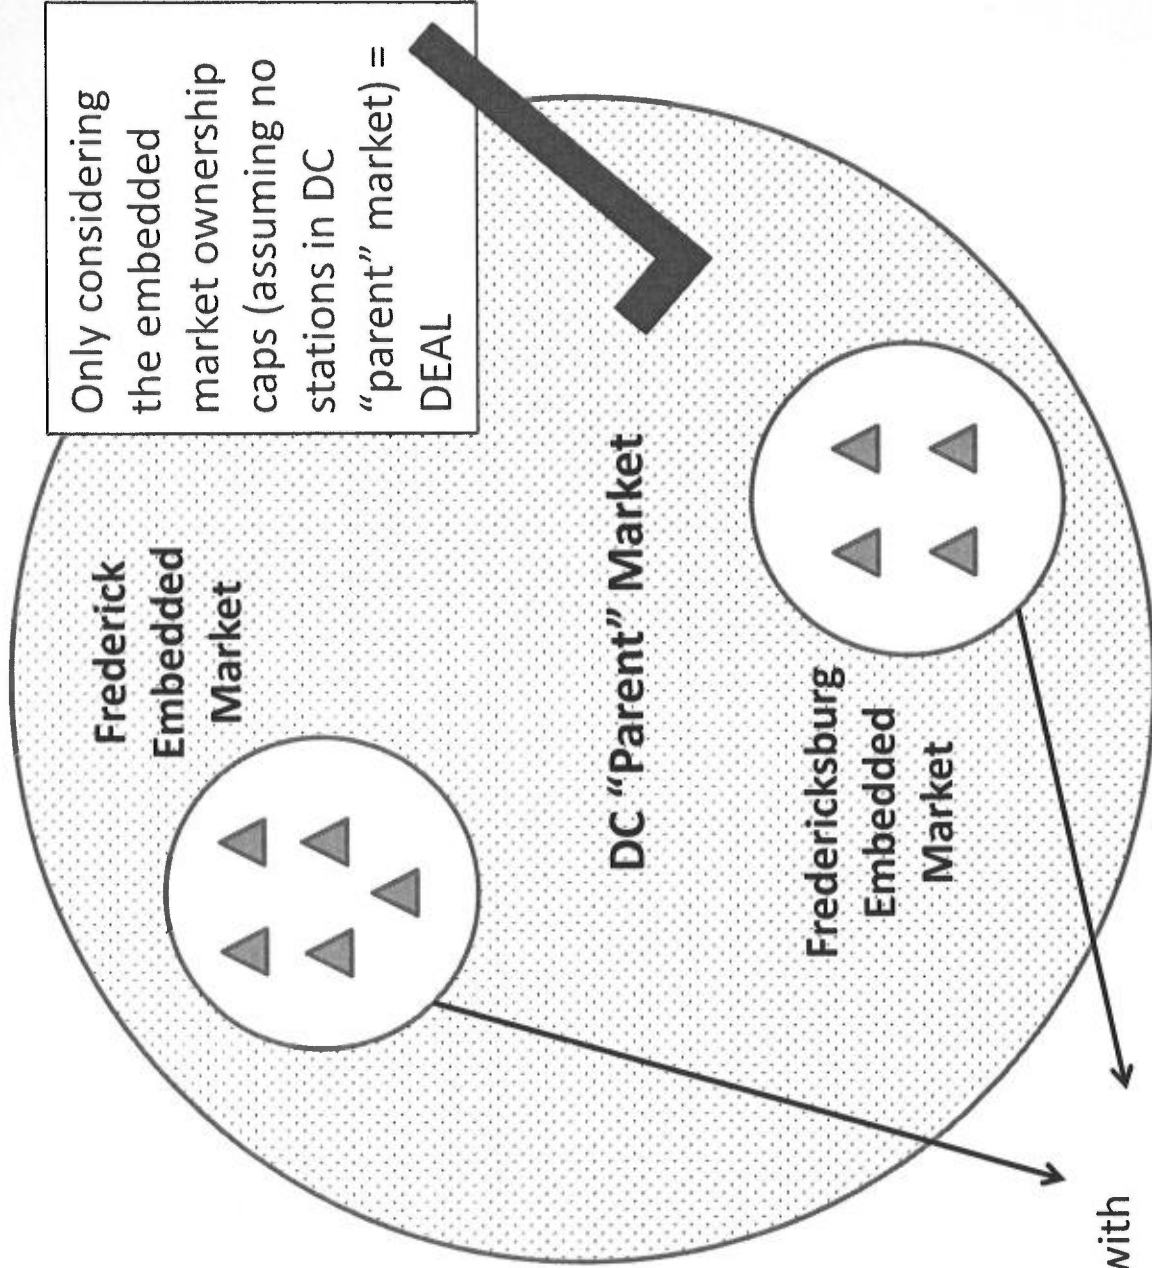 Only considering
the embedded
market ownership
caps (assuming no
stations in DC
“parent” market) =
DEAL
Frederick
Embedded
Market
DC “Parent” Market
Fredericksburg
Embedded
Market
with